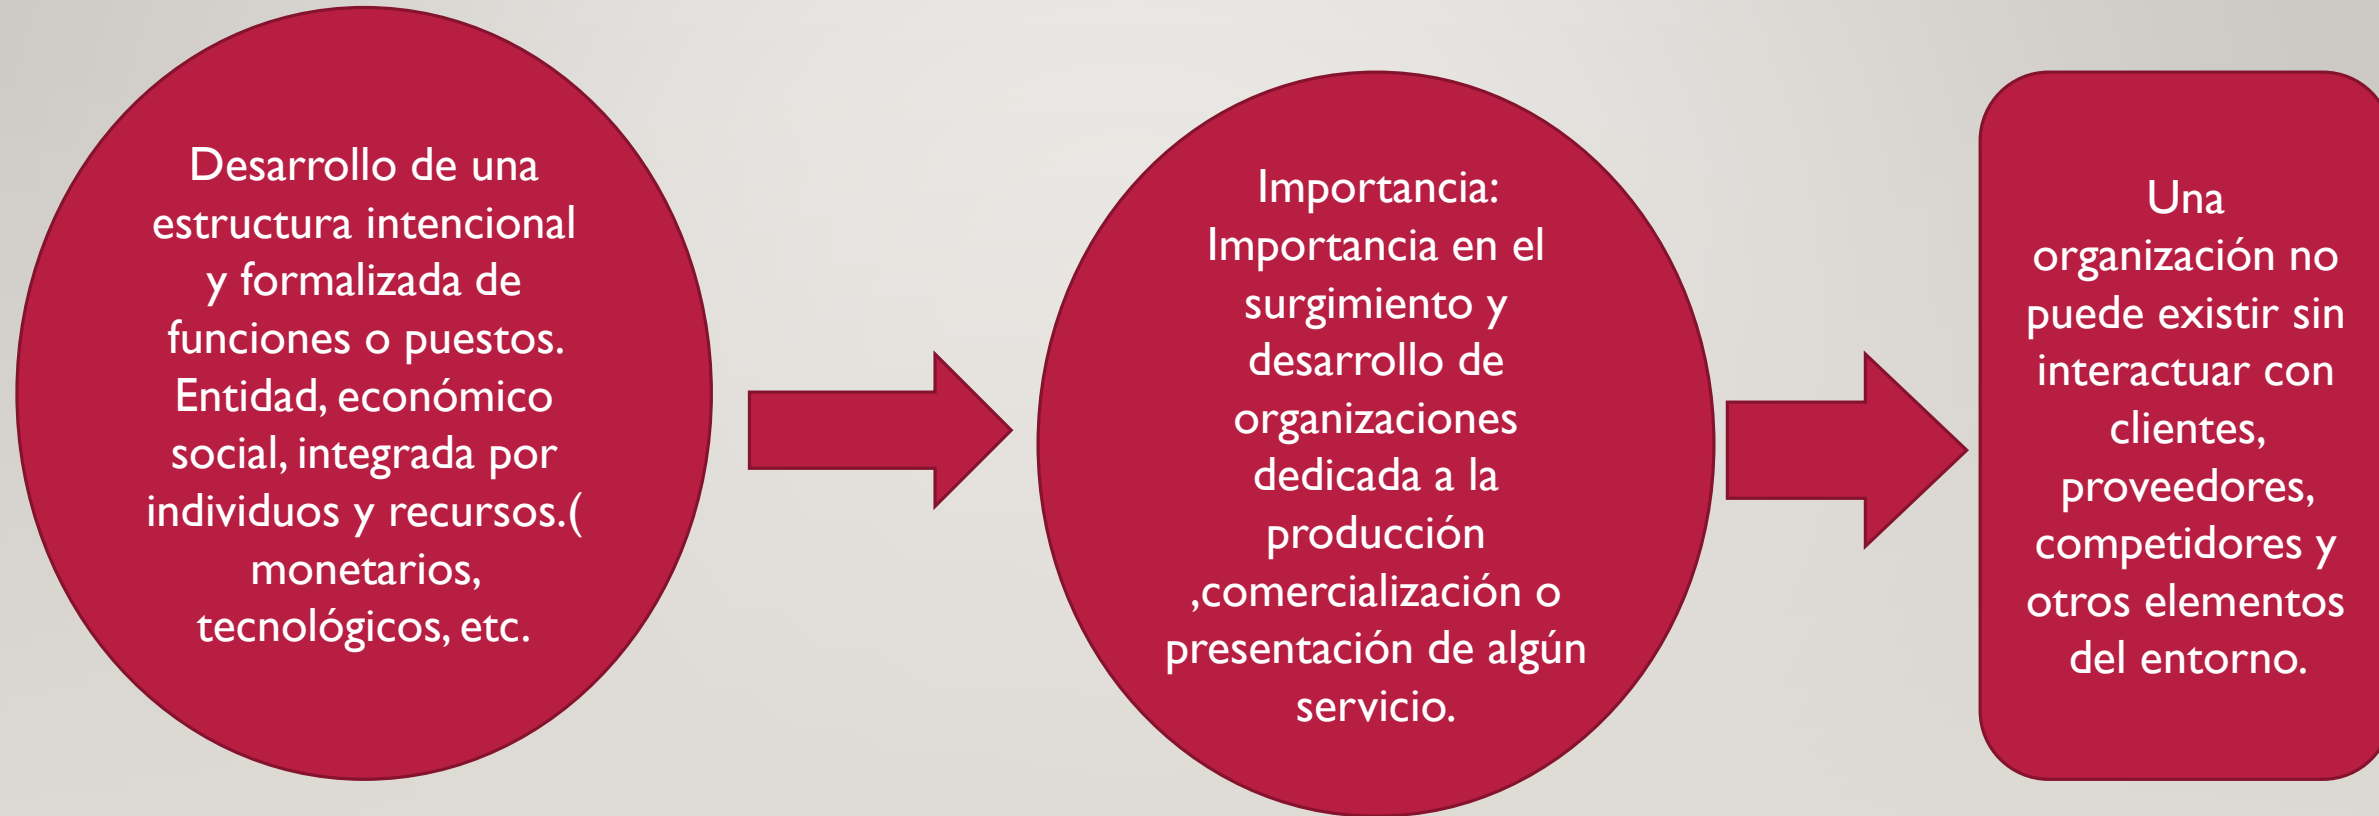 Desarrollo de una
estructura intencional
y formalizada de
funciones o puestos.
Entidad, económico
social, integrada por
individuos y recursos.(
monetarios,
tecnológicos, etc.
Importancia:
Importancia en el
surgimiento y
desarrollo de
organizaciones
dedicada a la
producción
,comercialización o
presentación de algún
servicio.
Una
organización no
puede existir sin
interactuar con
clientes,
proveedores,
competidores y
otros elementos
del entorno.